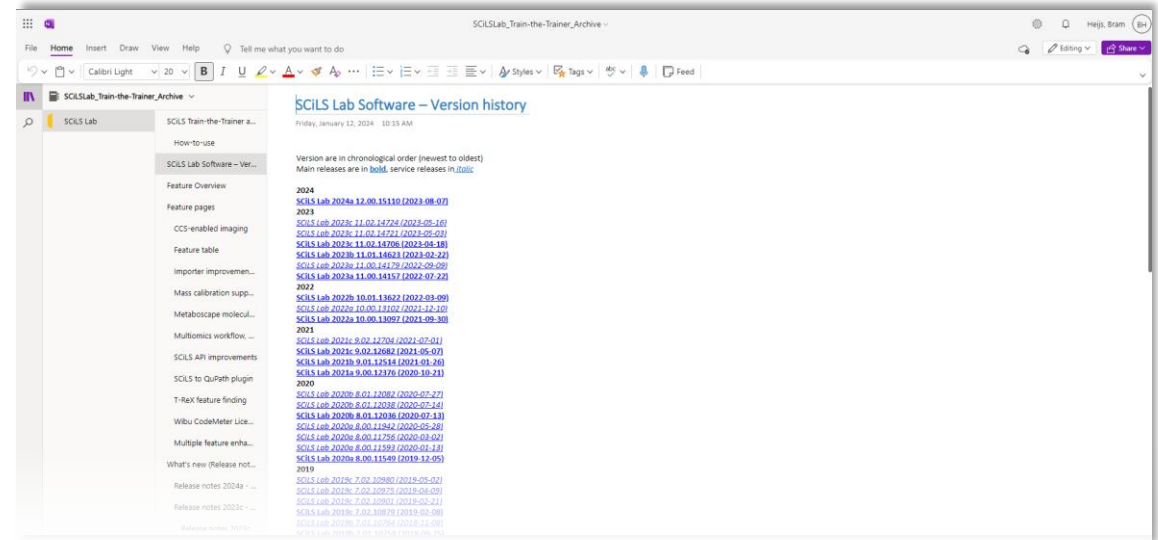 SCiLSLab_Train-the-Trainer_Archive
Heijs, Bram
BH
File Home Insert Draw View Help Tell me what you want to do
Editing Share
Calibri Light 20 B I U A Styles Tags abc Feed
SCiLSLab_Train-the-Trainer_Archive
SCiLS Lab
SCiLS Train-the-Trainer a...
How-to-use
SCiLS Lab Software – Ver...
Feature Overview
Feature pages
CCS-enabled imaging
Feature table
Importer improvemen...
Mass calibration supp...
Metaboscape molecul...
Multiomics workflow, ...
SCiLS API improvements
SCiLS to QuPath plugin
T-ReX feature finding
Wibu CodeMeter Lice...
Multiple feature enha...
What's new (Release not...
Release notes 2024a - ...
Release notes 2023c - ...
Release notes 2023c
SCiLS Lab Software – Version history
Friday, January 12, 2024 10:15 AM
Version are in chronological order (newest to oldest)
Main releases are in bold, service releases in italic
2024
SCiLS Lab 2024a 12.00.15110 (2023-08-07)
2023
SCiLS Lab 2023c 11.02.14724 (2023-05-16)
SCiLS Lab 2023c 11.02.14721 (2023-05-03)
SCiLS Lab 2023c 11.02.14706 (2023-04-18)
SCiLS Lab 2023b 11.01.14623 (2023-02-22)
SCiLS Lab 2023a 11.00.14179 (2022-09-09)
SCiLS Lab 2023a 11.00.14157 (2022-07-22)
2022
SCiLS Lab 2022b 10.01.13622 (2022-03-09)
SCiLS Lab 2022a 10.00.13102 (2021-12-10)
SCiLS Lab 2022a 10.00.13097 (2021-09-30)
2021
SCiLS Lab 2021c 9.02.12704 (2021-07-01)
SCiLS Lab 2021c 9.02.12682 (2021-05-07)
SCiLS Lab 2021b 9.01.12514 (2021-01-26)
SCiLS Lab 2021a 9.00.12376 (2020-10-21)
2020
SCiLS Lab 2020b 8.01.12082 (2020-07-27)
SCiLS Lab 2020b 8.01.12038 (2020-07-14)
SCiLS Lab 2020b 8.01.12036 (2020-07-13)
SCiLS Lab 2020a 8.00.11942 (2020-05-28)
SCiLS Lab 2020a 8.00.11756 (2020-03-02)
SCiLS Lab 2020a 8.00.11593 (2020-01-13)
SCiLS Lab 2020a 8.00.11549 (2019-12-05)
2019
SCiLS Lab 2019c 7.02.10980 (2019-05-02)
SCiLS Lab 2019c 7.02.10975 (2019-04-09)
SCiLS Lab 2019c 7.02.10901 (2019-02-21)
SCiLS Lab 2019c 7.02.10879 (2019-02-08)
SCiLS Lab 2019b
SCiLS Lab 2019b